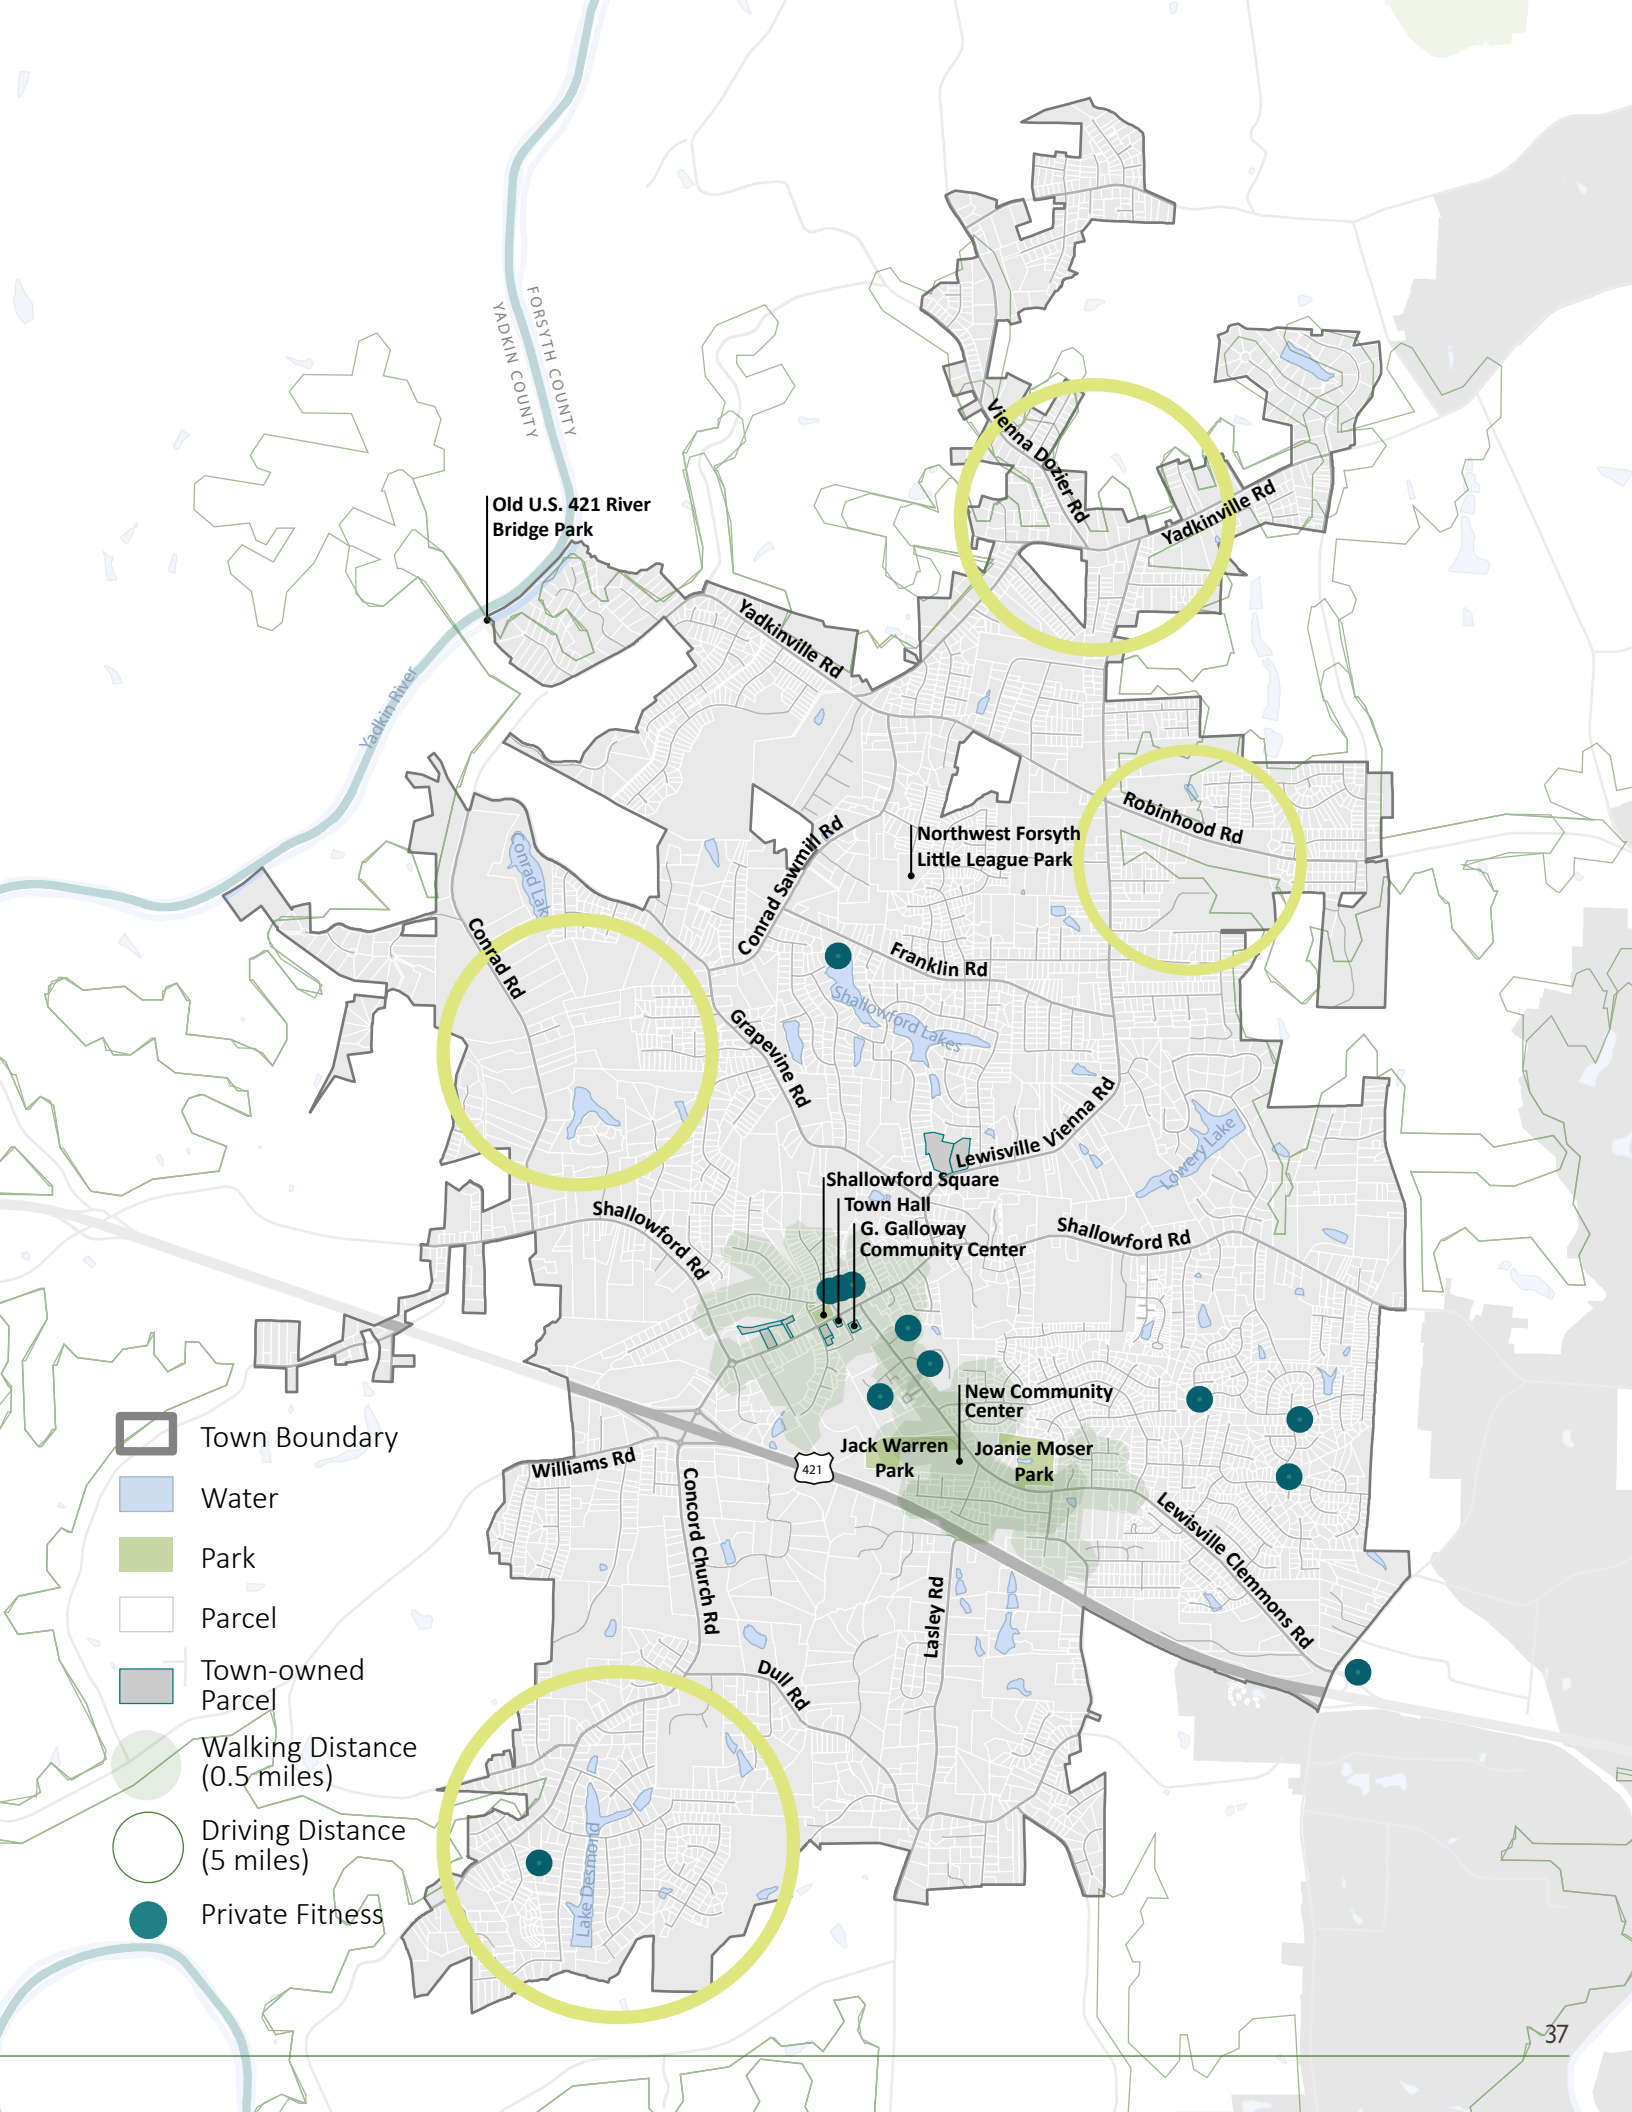 FORSYTH COUNTY
YADKIN COUNTY
Vienna Dozier Rd
Yadkinville Rd
Old U.S. 421 River
Bridge Park
Yadkinville Rd
Yadkin River
Robinhood Rd
Northwest Forsyth
Little League Park
Conrad Sawmill Rd
Conrad Lake
Conrad Rd
Franklin Rd
Shallowford Lakes
Grapevine Rd
Lewisville Vienna Rd
Lowery Lake
Shallowford Square
Town Hall
G. Galloway
Community Center
Shallowford Rd
Shallowford Rd
New Community
Center
Jack Warren
Park
Joanie Moser
Park
421
Williams Rd
Concord Church Rd
Lewisville Clemmons Rd
Lasley Rd
Dull Rd
Lake Desmond
Town Boundary
Water
Park
Parcel
Town-owned
Parcel
Walking Distance
(0.5 miles)
Driving Distance
(5 miles)
Private Fitness
37